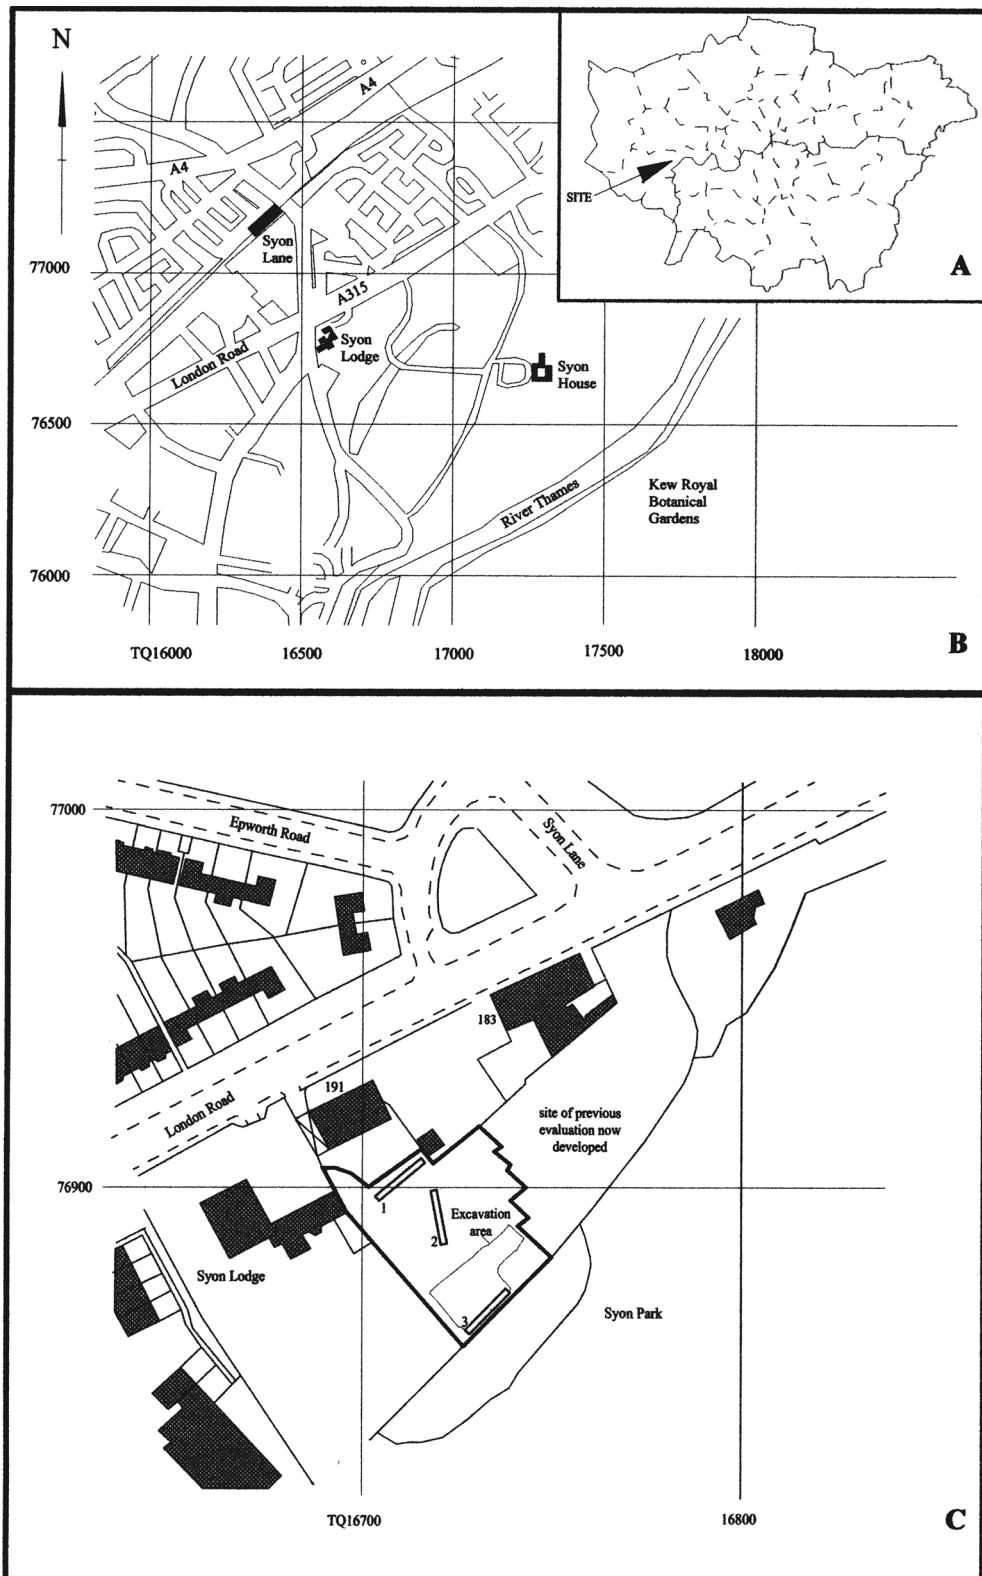 N
A4
A4
SITE
A
Syon
Lane
77000
A315
Syon
Lodge
London Road
Syon
House
76500
Kew Royal
Botanical
Gardens
River Thames
76000
B
TQ16000
16500
17000
17500
18000
77000
Epworth Road
Syon Lane
183
191
London Road
site of previous
evaluation now
developed
76900
1
Excavation
area
2
Syon Lodge
3
Syon Park
TQ16700
16800
C